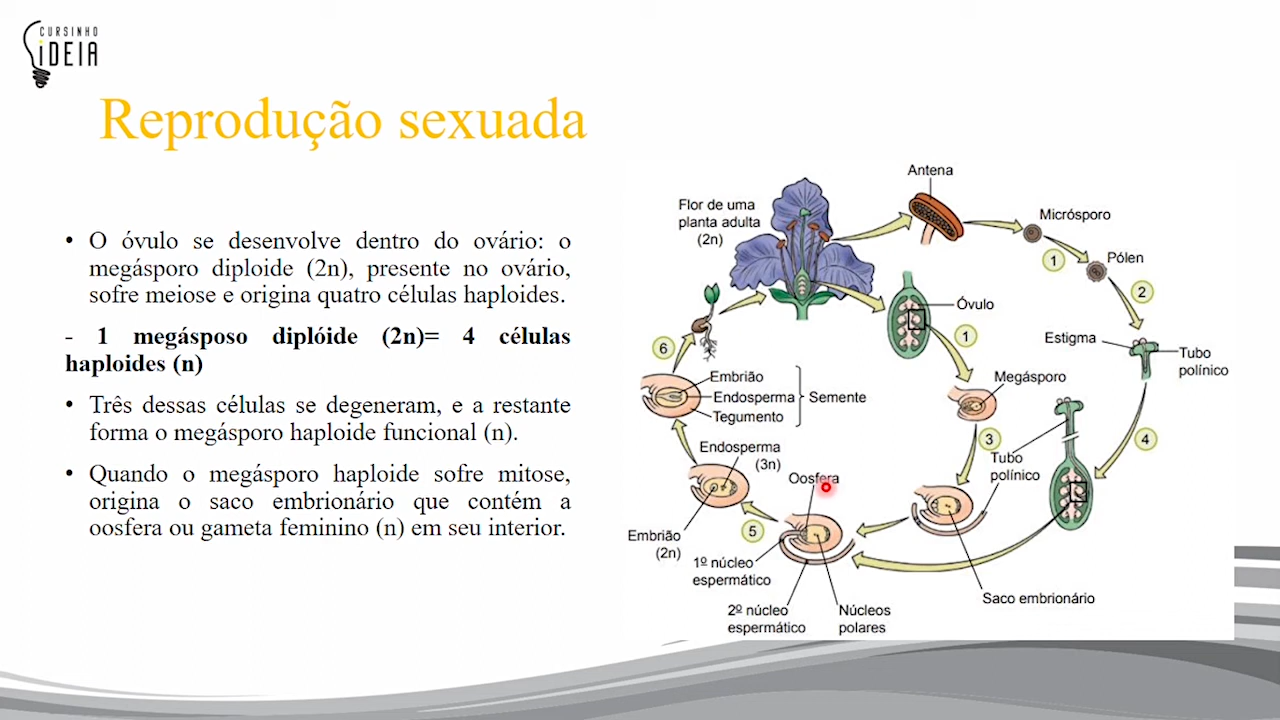 CURSINHO
iDEIA
Reprodução sexuada
• O óvulo se desenvolve dentro do ovário: o
megásporo diploide (2n), presente no ovário,
sofre meiose e origina quatro células haploides.
- 1 megásposo diplóide (2n)= 4 células
haploides (n)
• Três dessas células se degeneram, e a restante
forma o megásporo haploide funcional (n).
• Quando o megásporo haploide sofre mitose,
origina o saco embrionário que contém a
oosfera ou gameta feminino (n) em seu interior.
Antena
Flor de uma
planta adulta
(2n)
Micrósporo
1
Pólen
2
Óvulo
1
Estigma
Tubo
polínico
6
Megásporo
Embrião
Endosperma
Tegumento
Semente
3
4
Tubo
polínico
Endosperma
(3n)
Oosfera
5
Embrião
(2n)
1º núcleo
espermático
2º núcleo
espermático
Núcleos
polares
Saco embrionário